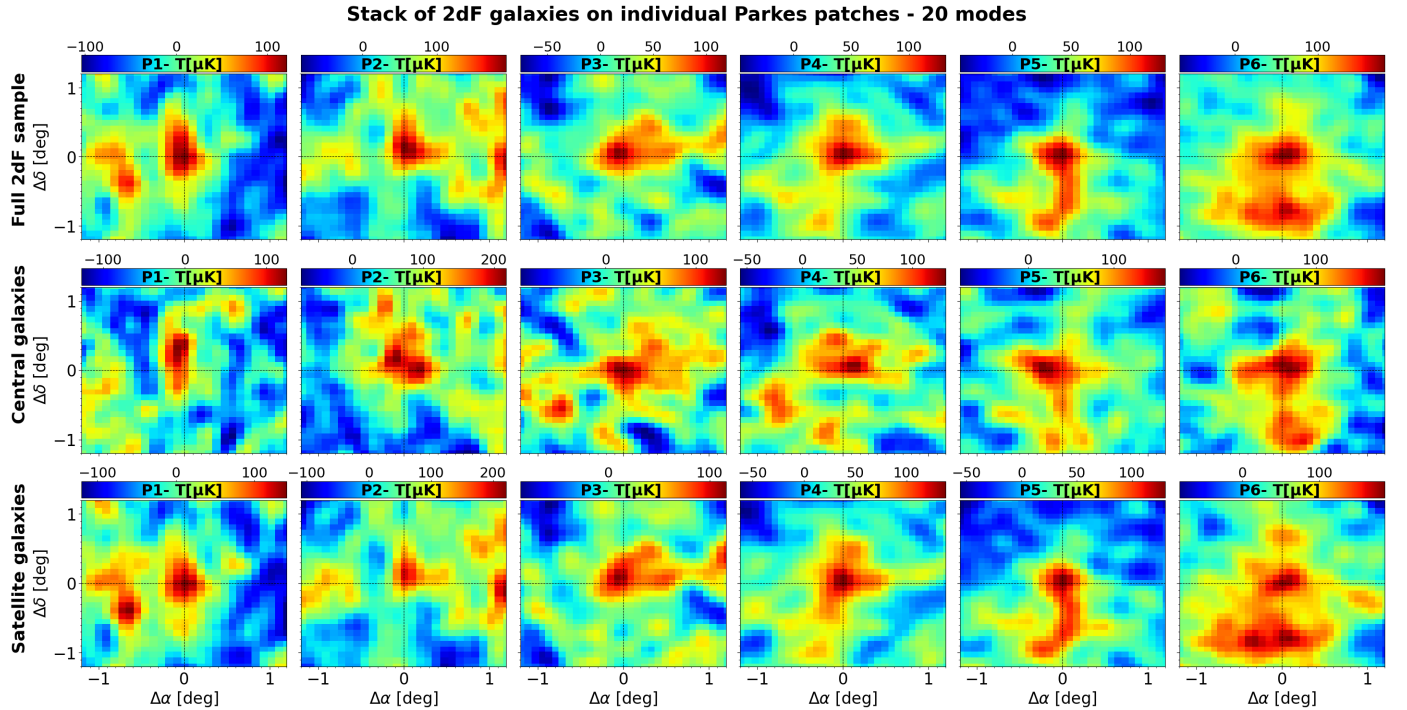 Stack of 2dF galaxies on individual Parkes patches - 20 modes
−100 0 100 0 100 −50 0 50 100 0 50 100 0 50 100 0 100
P1- T[μK] P2- T[μK] P3- T[μK] P4- T[μK] P5- T[μK] P6- T[μK]
Full 2dF sample
Δδ [deg]
1
0
−1
−100 0 100 0 100 200 0 100 −50 0 50 100 0 100 0 100
P1- T[μK] P2- T[μK] P3- T[μK] P4- T[μK] P5- T[μK] P6- T[μK]
Central galaxies
Δδ [deg]
1
0
−1
−100 0 100 −100 0 100 200 0 100 −50 0 50 100 −50 0 50 100 0 100
P1- T[μK] P2- T[μK] P3- T[μK] P4- T[μK] P5- T[μK] P6- T[μK]
Satellite galaxies
Δδ [deg]
1
0
−1
−1 0 1 −1 0 1 −1 0 1 −1 0 1 −1 0 1 −1 0 1
Δα [deg] Δα [deg] Δα [deg] Δα [deg] Δα [deg] Δα [deg]